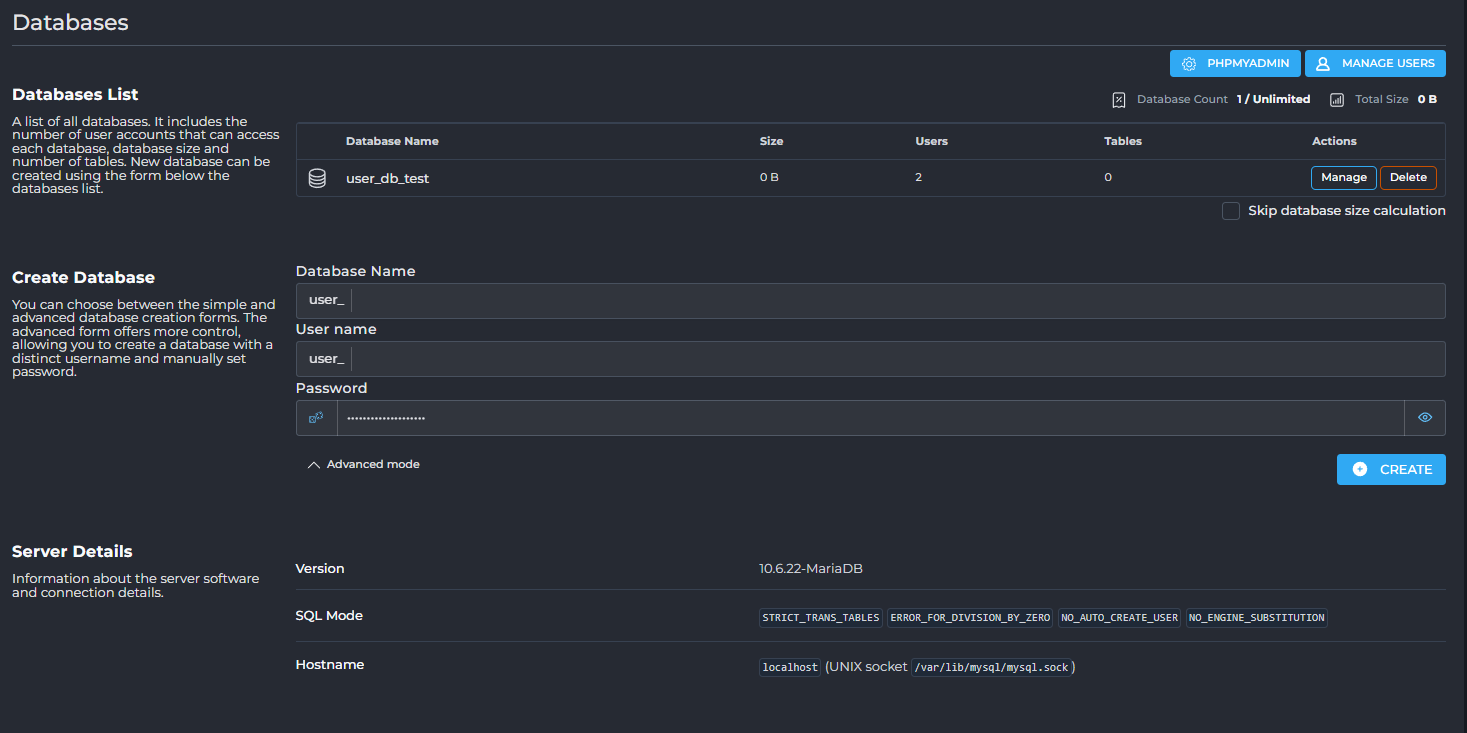 Databases
PHPMYADMIN MANAGE USERS
Databases List
A list of all databases. It includes the
number of user accounts that can access
each database, database size and
number of tables. New database can be
created using the form below the
databases list.
Database Count 1 / Unlimited Total Size 0 B
Database Name Size Users Tables Actions
user_db_test 0 B 2 0 Manage Delete
Skip database size calculation
Create Database
You can choose between the simple and
advanced database creation forms. The
advanced form offers more control,
allowing you to create a database with a
distinct username and manually set
password.
Database Name
user_
User name
user_
Password
••••••••••••••••••••
Advanced mode
CREATE
Server Details
Information about the server software
and connection details.
Version 10.6.22-MariaDB
SQL Mode STRICT_TRANS_TABLES ERROR_FOR_DIVISION_BY_ZERO NO_AUTO_CREATE_USER NO_ENGINE_SUBSTITUTION
Hostname localhost (UNIX socket /var/lib/mysql/mysql.sock)